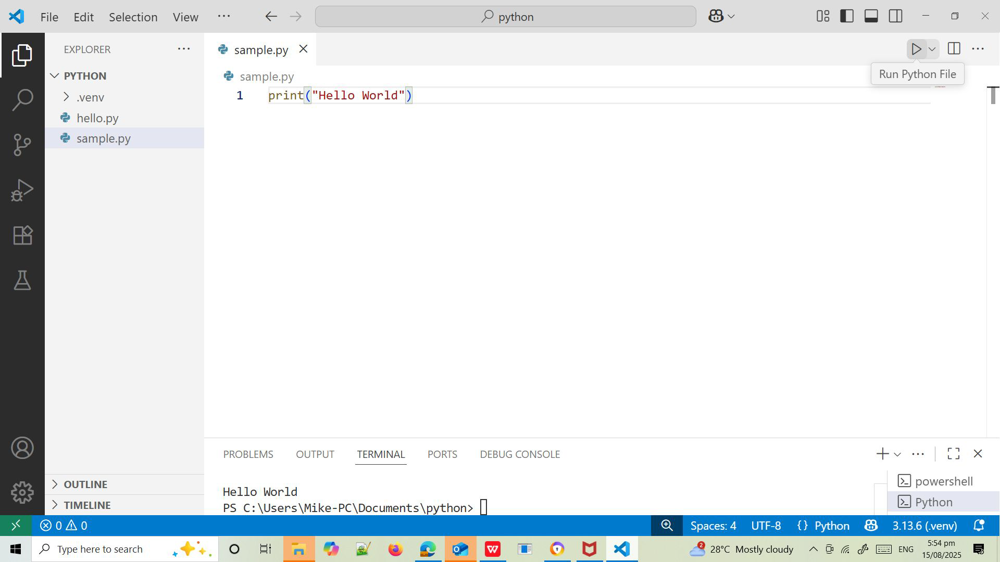 File Edit Selection View ··· python
EXPLORER ···
PYTHON
.venv
hello.py
sample.py
OUTLINE
TIMELINE
sample.py
Run Python File
sample.py
1 print("Hello World")
PROBLEMS OUTPUT TERMINAL PORTS DEBUG CONSOLE
Hello World
PS C:\Users\Mike-PC\Documents\python>
powershell
Python
0 0 Spaces: 4 UTF-8 {} Python 3.13.6 (.venv)
Type here to search 2 28°C Mostly cloudy ENG 5:54 pm
15/08/2025